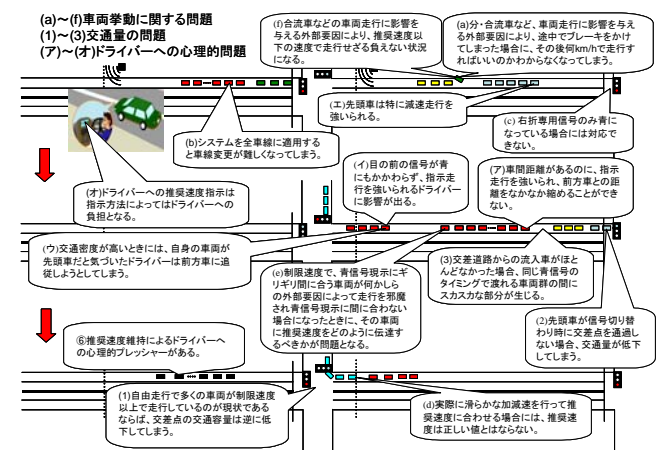 (a)～(f)車両挙動に関する問題
(1)～(3)交通量の問題
(ア)～(オ)ドライバーへの心理的問題
(f)合流車などの車両走行に影響を
与える外部要因により、推奨速度以
下の速度で走行せざる負えない状況
になる。
(a)分・合流車など、車両走行に影響を与え
る外部要因により、途中でブレーキをかけ
てしまった場合に、その後何km/hで走行す
ればいいのかわからなくなってしまう。
(エ)先頭車は特に減速走行を
強いられる。
(c) 右折専用信号のみ青に
なっている場合には対応で
きない。
(b)システムを全車線に適用する
と車線変更が難しくなってしまう。
(オ)ドライバーへの推奨速度指示は
指示方法によってはドライバーへの
負担となる。
(イ)目の前の信号が青
にもかかわらず、指示走
行を強いられるドライバー
に影響が出る。
(ア)車間距離があるのに、指示
走行を強いられ、前方車との距
離をなかなか縮めることがで
きない。
(ウ)交通密度が高いときには、自身の車両が
先頭車だと気づいたドライバーは前方車に追
従しようとしてしまう。
(e)制限速度で、青信号現示にギ
リギリ間に合う車両が何かしら
の外部要因によって走行を邪魔
され青信号現示に間に合わない
場合になったときに、その車両
に推奨速度をどのように伝達す
るべきかが問題となる。
(3)交差道路からの流入車がほと
んどなかった場合、同じ青信号の
タイミングで渡れる車両群の間に
スカスカな部分が生じる。
(2)先頭車が信号切り替
わり時に交差点を通過し
ない場合、交通量が低下
してしまう。
⑥推奨速度維持によるドライバーへ
の心理的プレッシャーがある。
(1)自由走行で多くの車両が制限速度
以上で走行しているのが現状である
ならば、交差点の交通容量は逆に低
下してしまう。
(d)実際に滑らかな加減速を行って推
奨速度に合わせる場合には、推奨速
度は正しい値とはならない。